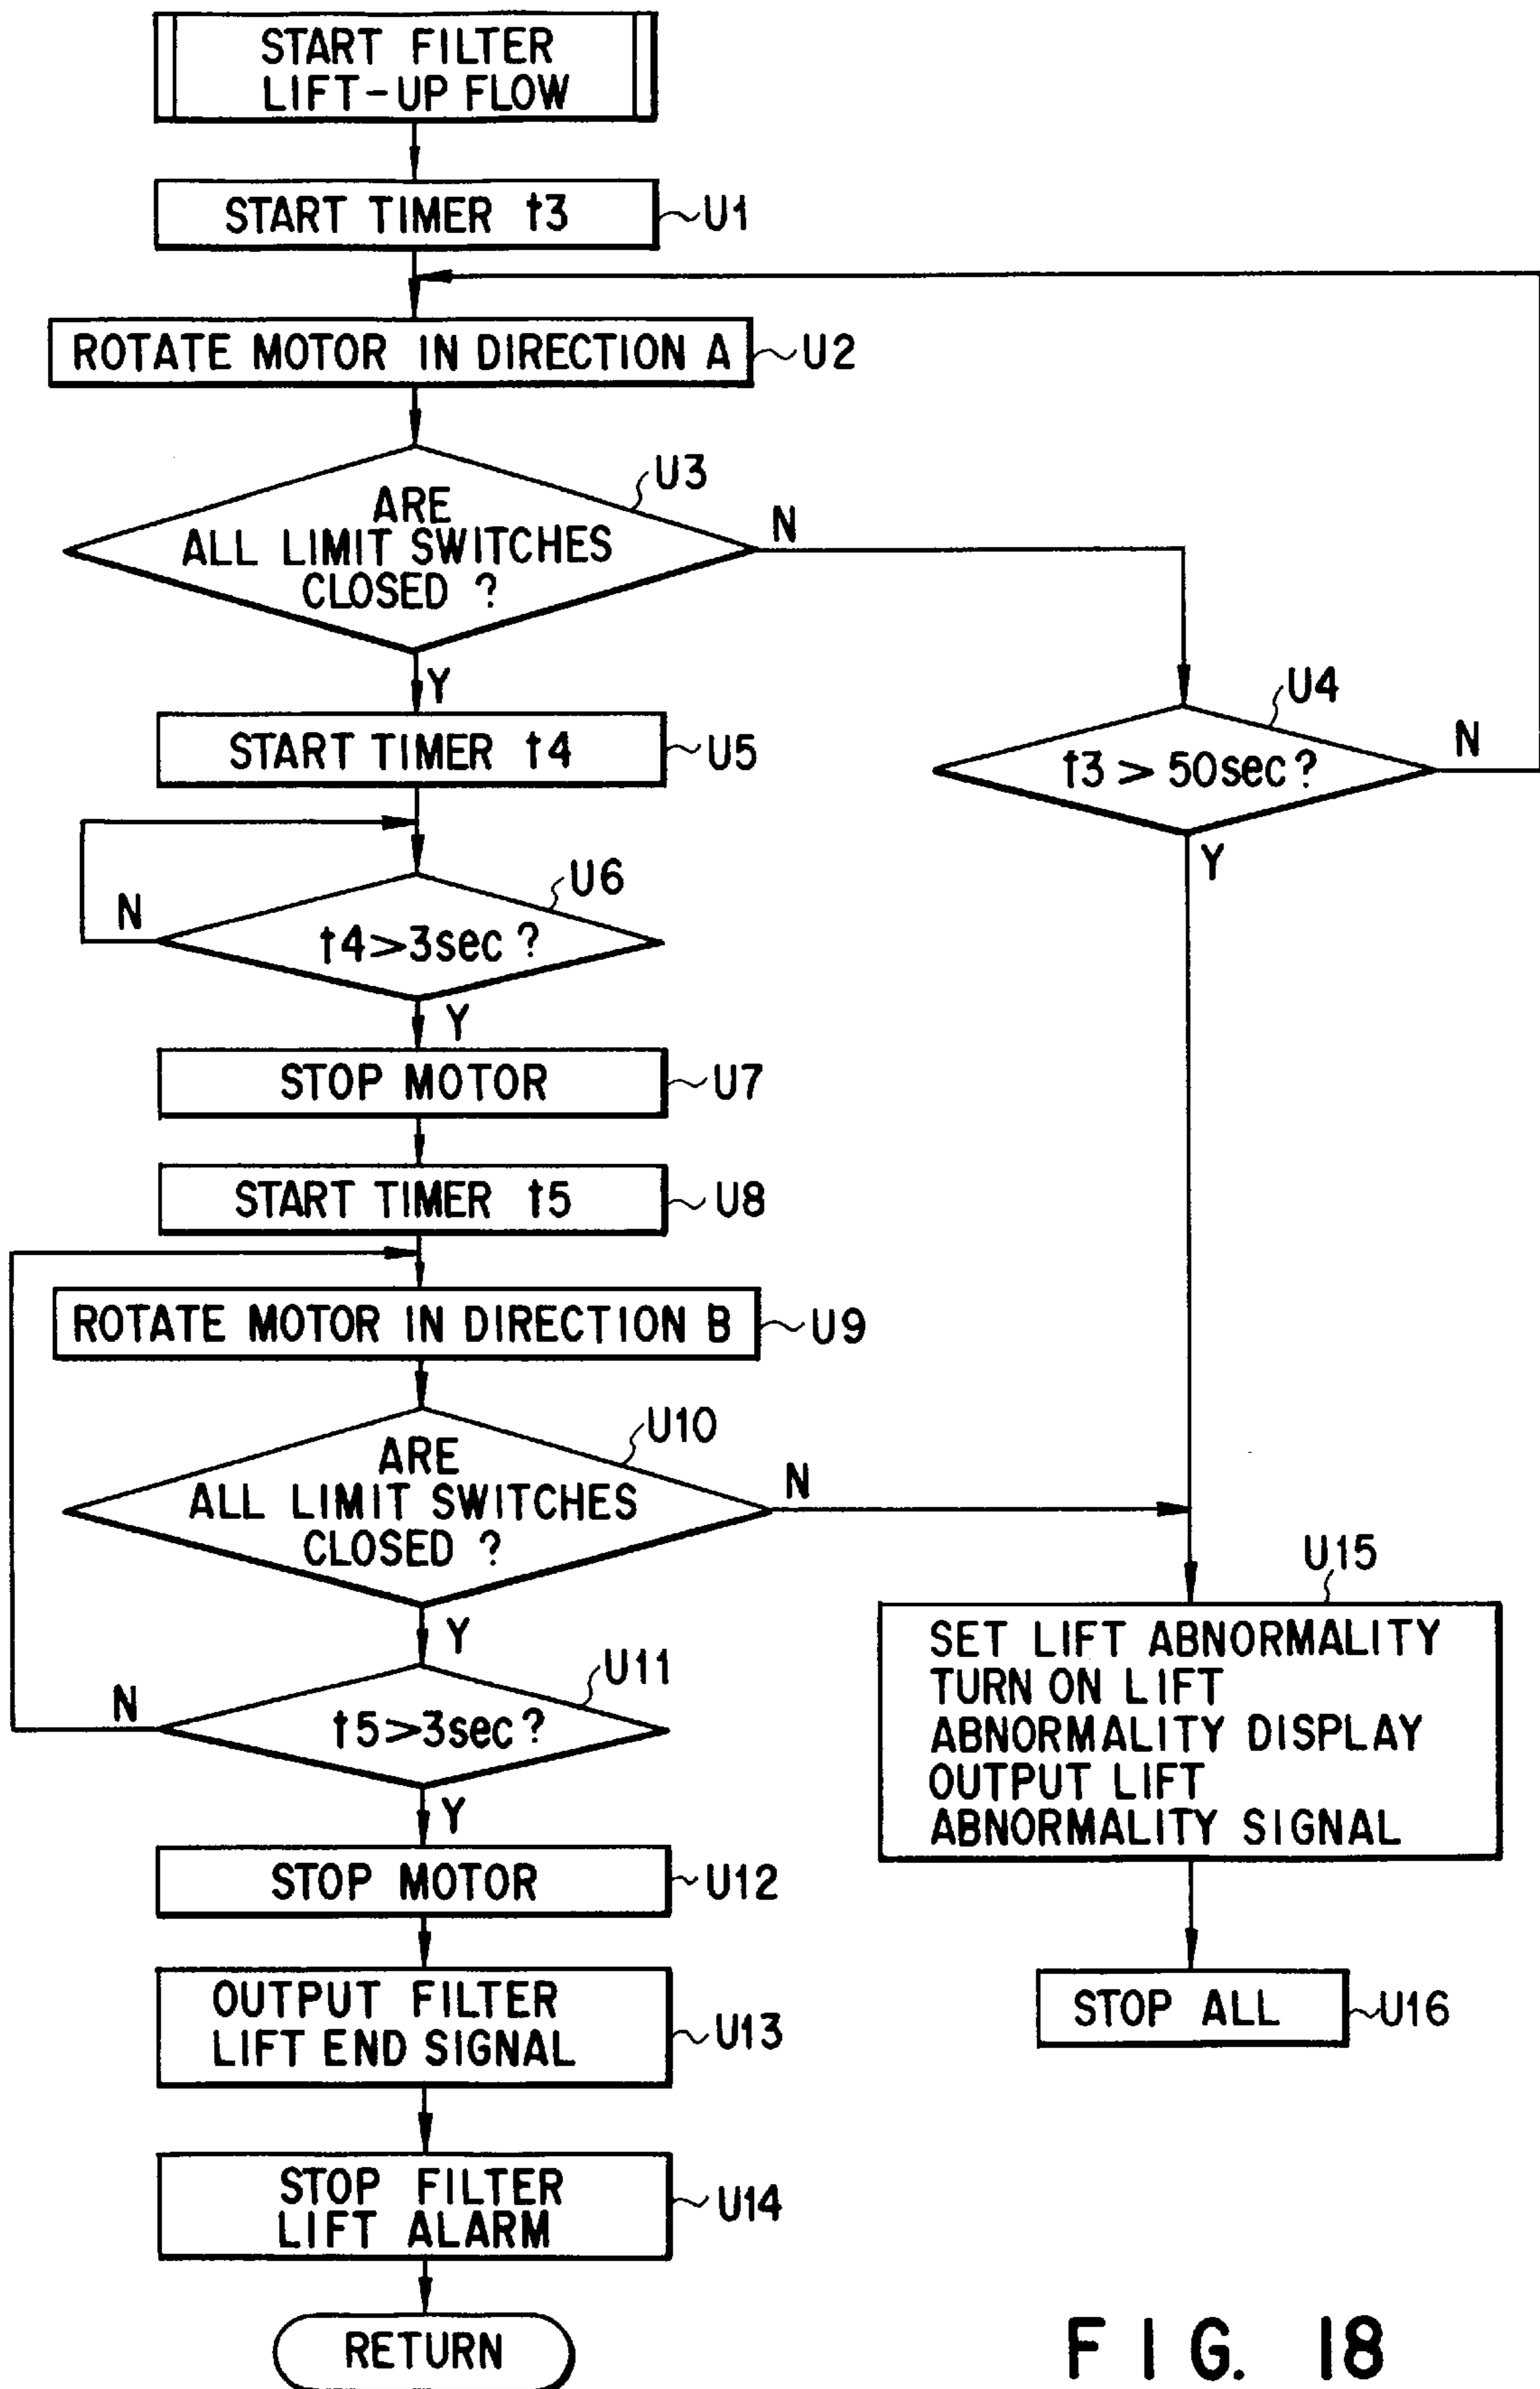 START FILTER
LIFT-UP FLOW
START TIMER t3
U1
ROTATE MOTOR IN DIRECTION A
U2
U3
ARE
ALL LIMIT SWITCHES
CLOSED ?
N
Y
U4
t3 > 50sec ?
N
Y
START TIMER t4
U5
U6
t4>3sec ?
N
Y
STOP MOTOR
U7
START TIMER t5
U8
ROTATE MOTOR IN DIRECTION B
U9
U10
ARE
ALL LIMIT SWITCHES
CLOSED ?
N
Y
U11
t5>3sec ?
N
Y
U15
SET LIFT ABNORMALITY
TURN ON LIFT
ABNORMALITY DISPLAY
OUTPUT LIFT
ABNORMALITY SIGNAL
STOP MOTOR
U12
OUTPUT FILTER
LIFT END SIGNAL
U13
STOP ALL
U16
STOP FILTER
LIFT ALARM
U14
RETURN
FIG. 18